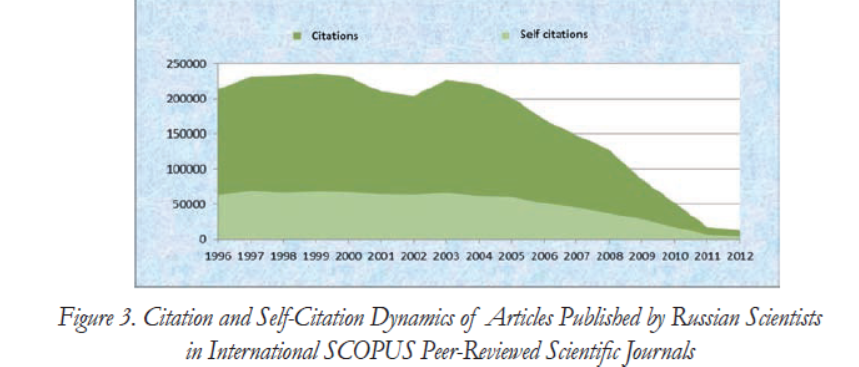 Citations Self citations
250000
200000
150000
100000
50000
0
1996 1997 1998 1999 2000 2001 2002 2003 2004 2005 2006 2007 2008 2009 2010 2011 2012
Figure 3. Citation and Self-Citation Dynamics of Articles Published by Russian Scientists
in International SCOPUS Peer-Reviewed Scientific Journals